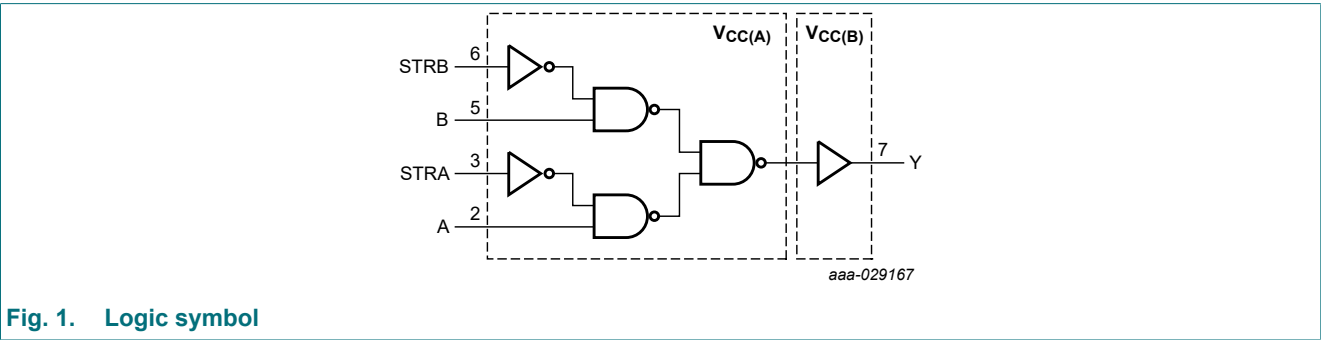 VCC(A)
VCC(B)
6
STRB
5
B
3
STRA
7
Y
2
A
aaa-029167
Fig. 1. Logic symbol